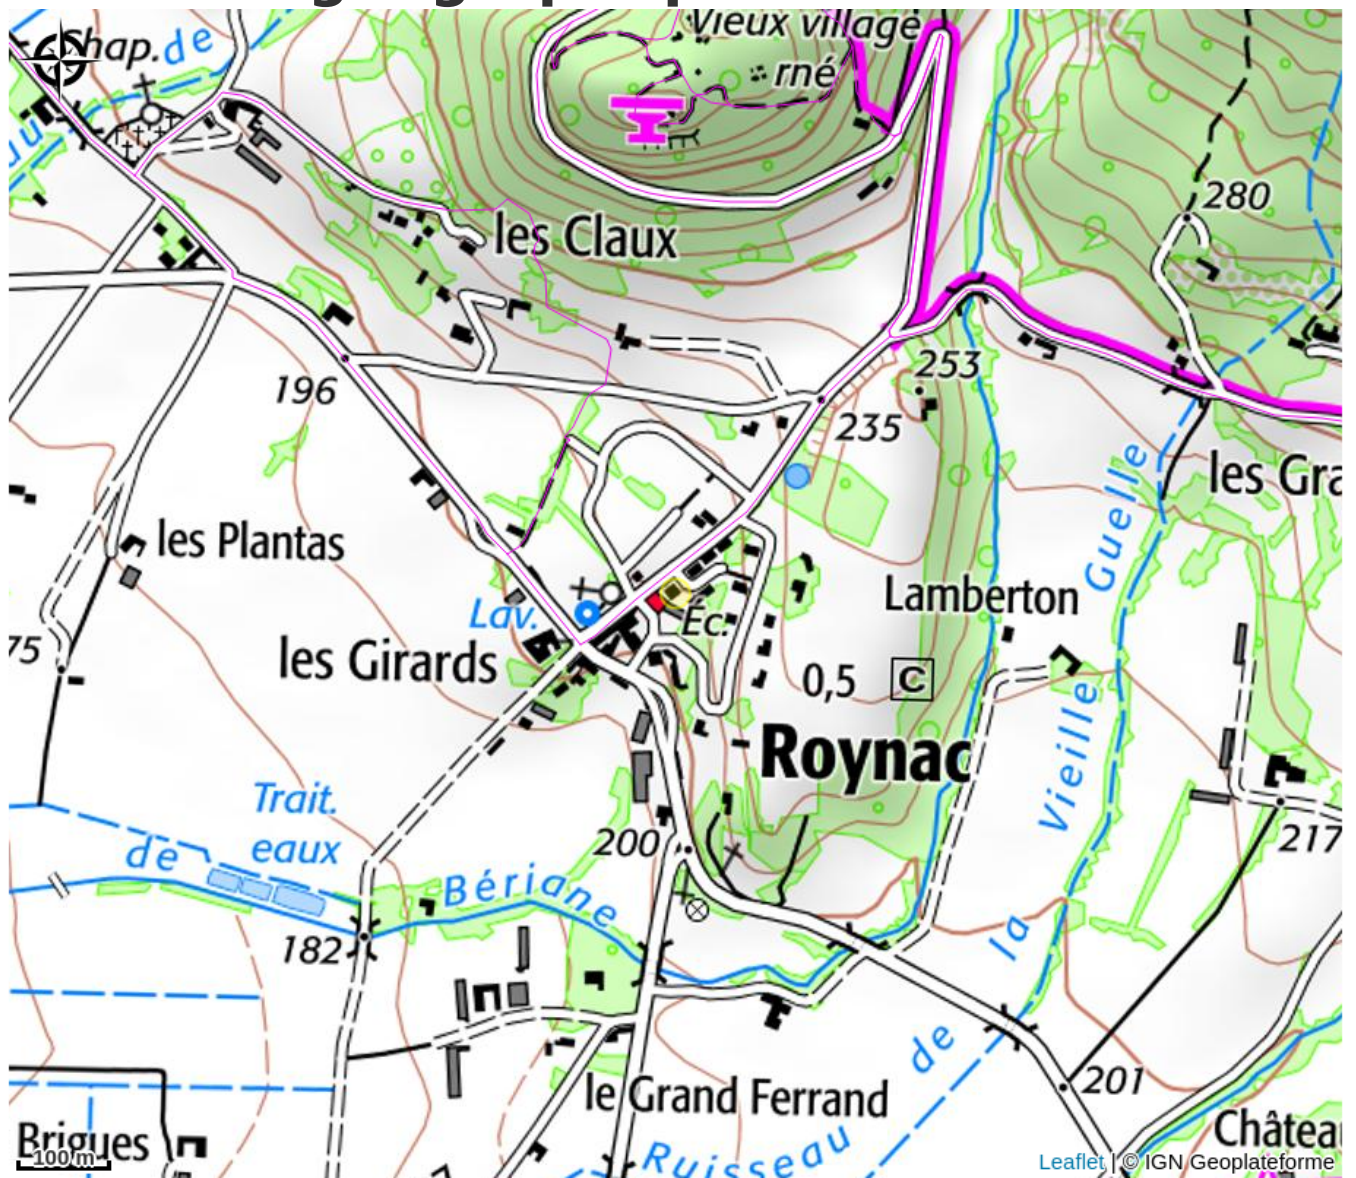 Chap.
de
Vieux village
rné
280
les Claux
253
196
235
les Gra
les Plantas
Guelle
Lamberton
Lav.
Éc.
75
les Girards
0,5
C
Vieille
Roynac
Trait.
eaux
200
217
de
Bériane
182
la
de
201
le Grand Ferrand
Châtea
Brigues
Ruisseau
100 m
Leaflet | © IGN Geoplateforme